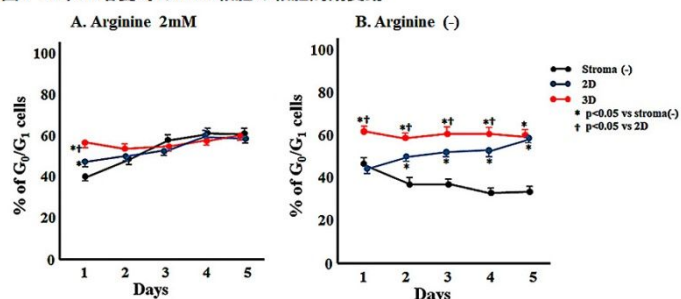 A. Arginine 2mM
B. Arginine (-)
% of G0/G1 cells
100
80
60
40
20
0
*†
*
1 2 3 4 5
Days
% of G0/G1 cells
100
80
60
40
20
0
*† *† *† *† *
* * * * 
1 2 3 4 5
Days
Stroma (-)
2D
3D
* p<0.05 vs stroma(-)
† p<0.05 vs 2D